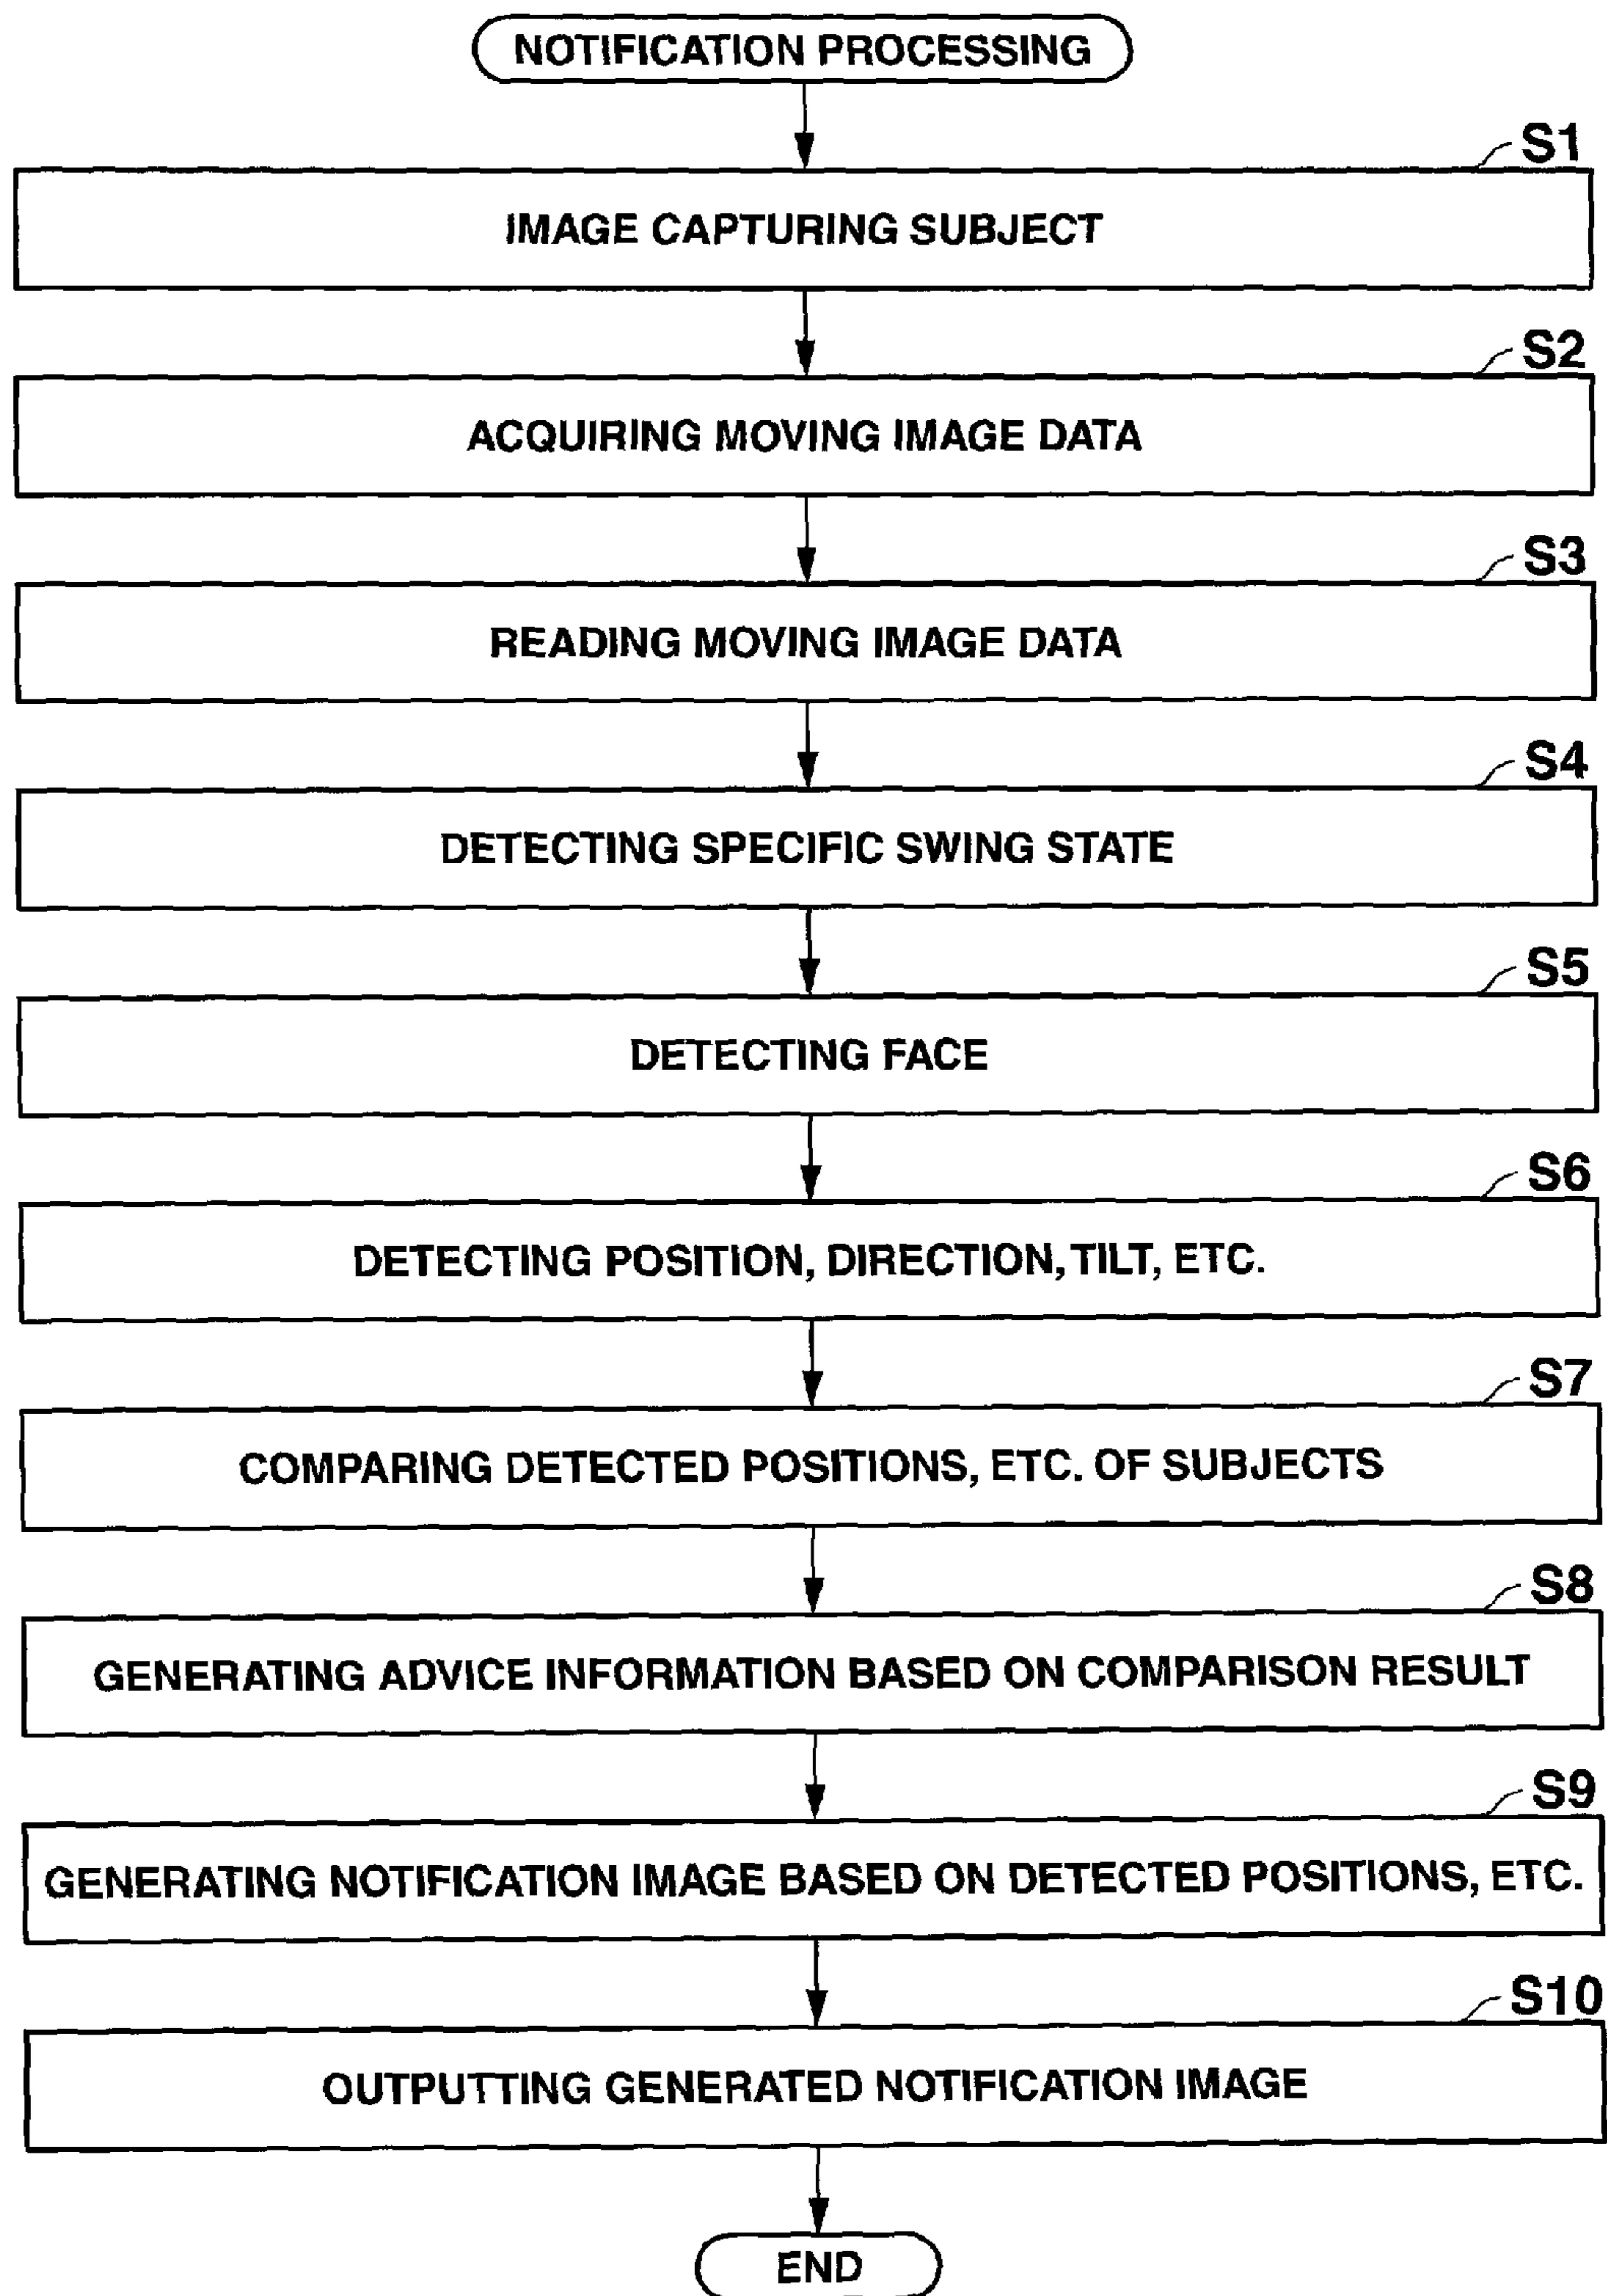 NOTIFICATION PROCESSING
S1
IMAGE CAPTURING SUBJECT
S2
ACQUIRING MOVING IMAGE DATA
S3
READING MOVING IMAGE DATA
S4
DETECTING SPECIFIC SWING STATE
S5
DETECTING FACE
S6
DETECTING POSITION, DIRECTION, TILT, ETC.
S7
COMPARING DETECTED POSITIONS, ETC. OF SUBJECTS
S8
GENERATING ADVICE INFORMATION BASED ON COMPARISON RESULT
S9
GENERATING NOTIFICATION IMAGE BASED ON DETECTED POSITIONS, ETC.
S10
OUTPUTTING GENERATED NOTIFICATION IMAGE
END